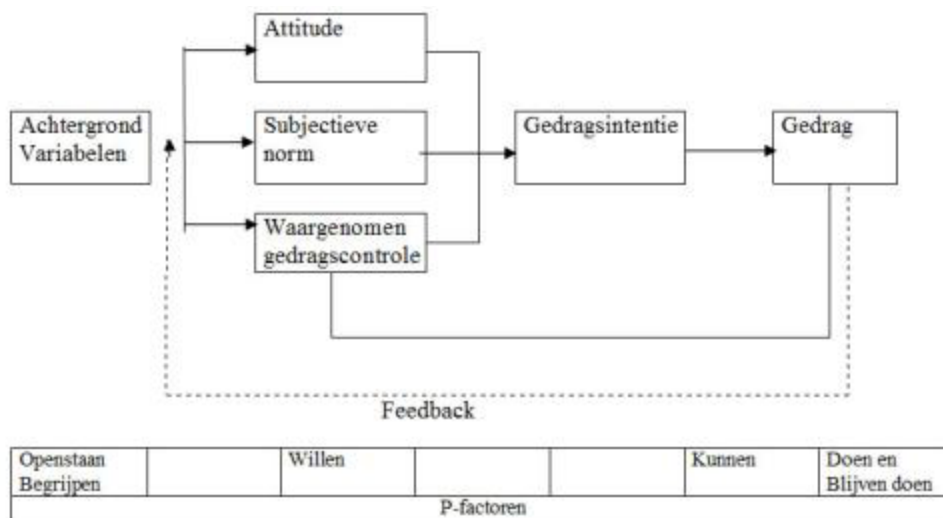 Attitude
Achtergrond
Variabelen
Subjectieve
norm
Gedragsintentie
Gedrag
Waargenomen
gedragscontrole
Feedback
Openstaan
Begrijpen
Willen
Kunnen
Doen en
Blijven doen
P-factoren